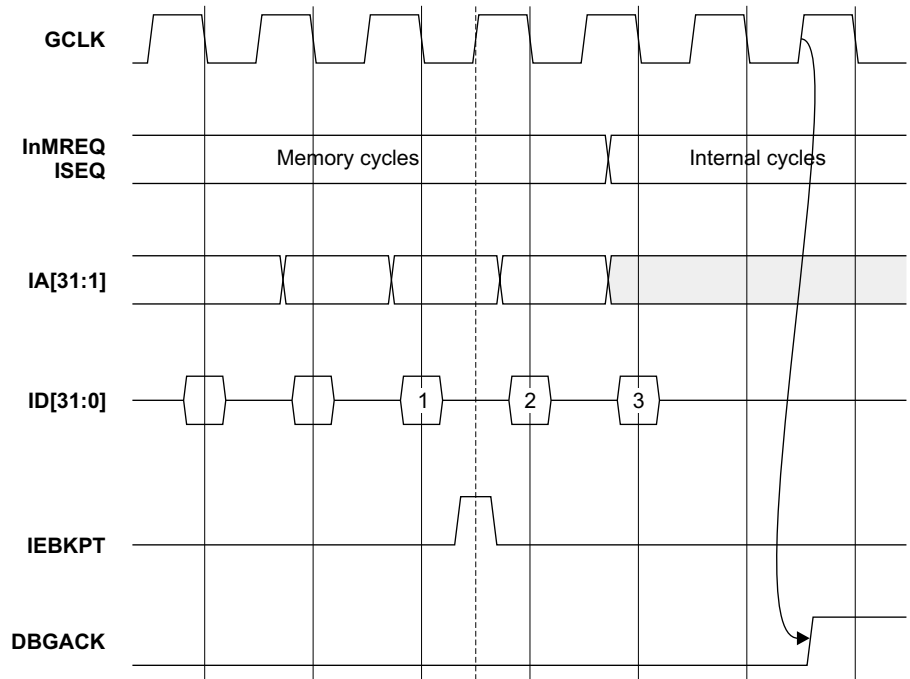 GCLK
InMREQ
ISEQ
Memory cycles
Internal cycles
IA[31:1]
ID[31:0]
1
2
3
IEBKPT
DBGACK